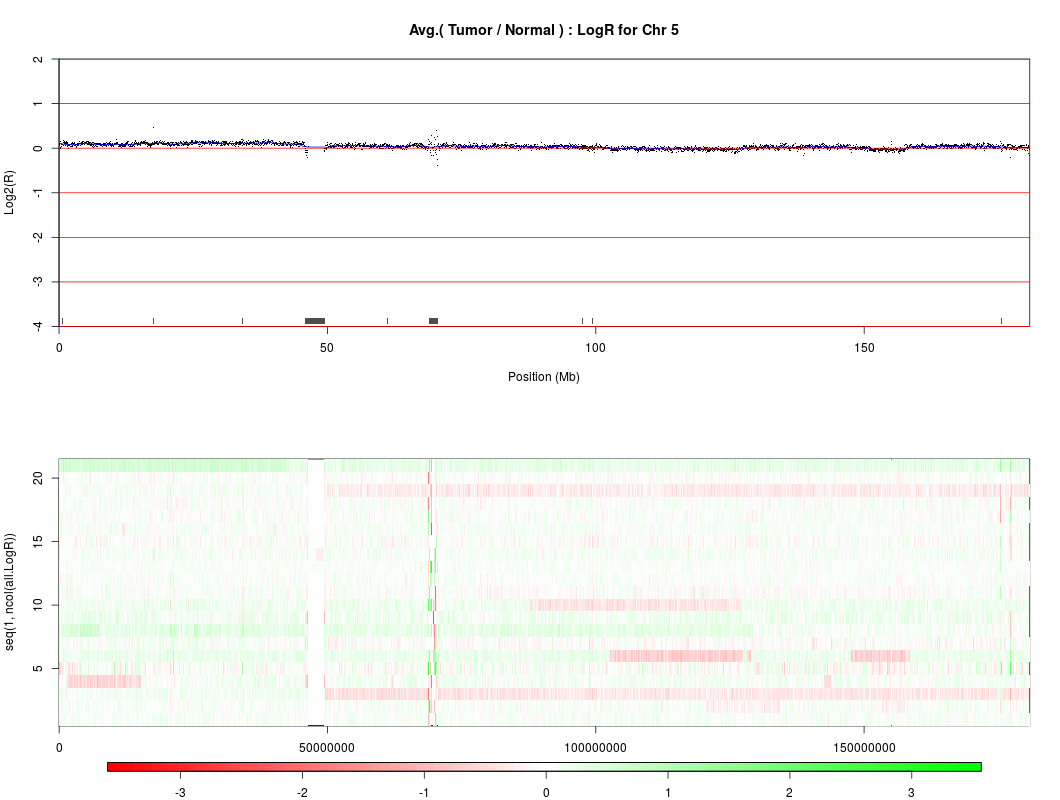 Avg.( Tumor / Normal ) : LogR for Chr 5
Log2(R)
2
1
0
-1
-2
-3
-4
0 50 100 150
Position (Mb)
seq(1, ncol(all.LogR))
20
15
10
5
0 50000000 100000000 150000000
-3 -2 -1 0 1 2 3